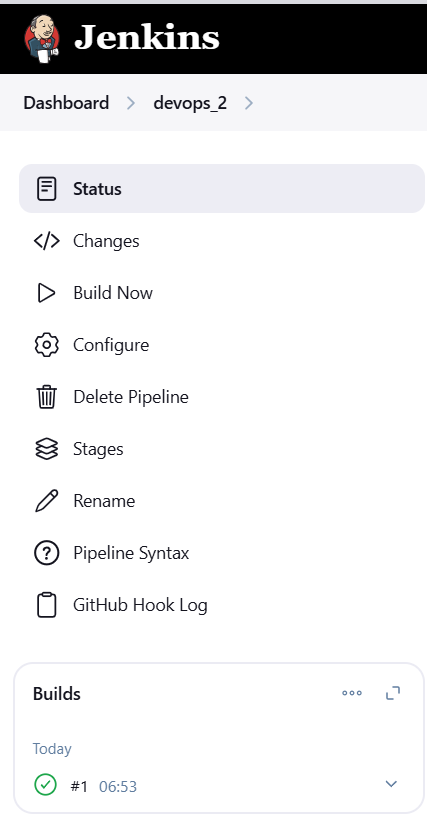 Jenkins
Dashboard > devops_2 >
Status
Changes
Build Now
Configure
Delete Pipeline
Stages
Rename
Pipeline Syntax
GitHub Hook Log
Builds
Today
#1 06:53